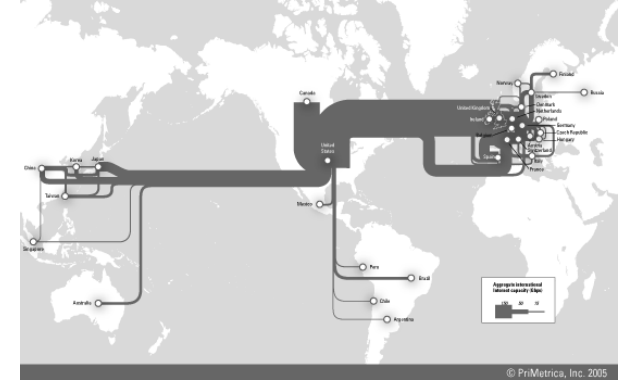 Canada
United
States
Mexico
Peru
Brazil
Chile
Argentina
China
Korea
Japan
Taiwan
Singapore
Australia
Norway
Finland
Sweden
Russia
United Kingdom
Denmark
Netherlands
Ireland
Poland
Germany
Czech Republic
Hungary
Austria
Switzerland
Spain
Italy
France
Aggregate international
Internet capacity (Gbps)
© PriMetrica, Inc. 2005